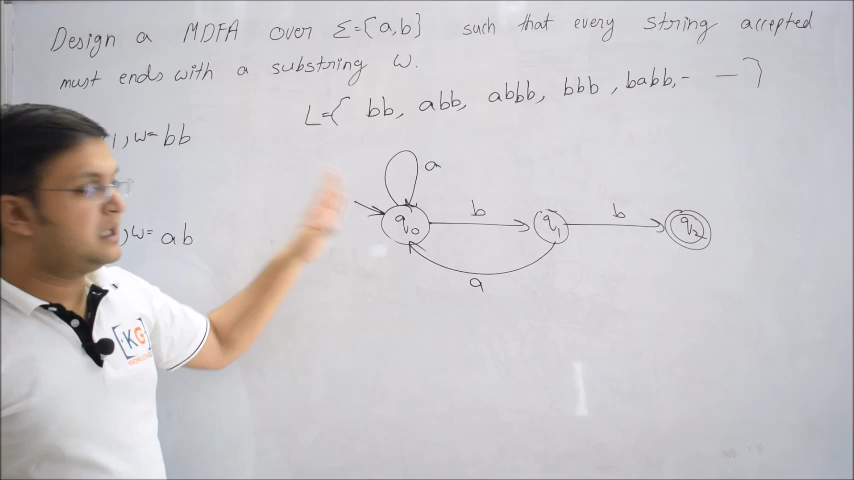 Design a MDFA over Σ={a,b} such that every string accepted
must ends with a substring w.
L={ bb, abb, abbb, bbb, babb, - — }
), w= bb
), w= ab
a
q0
b
q1
b
q2
a
KG